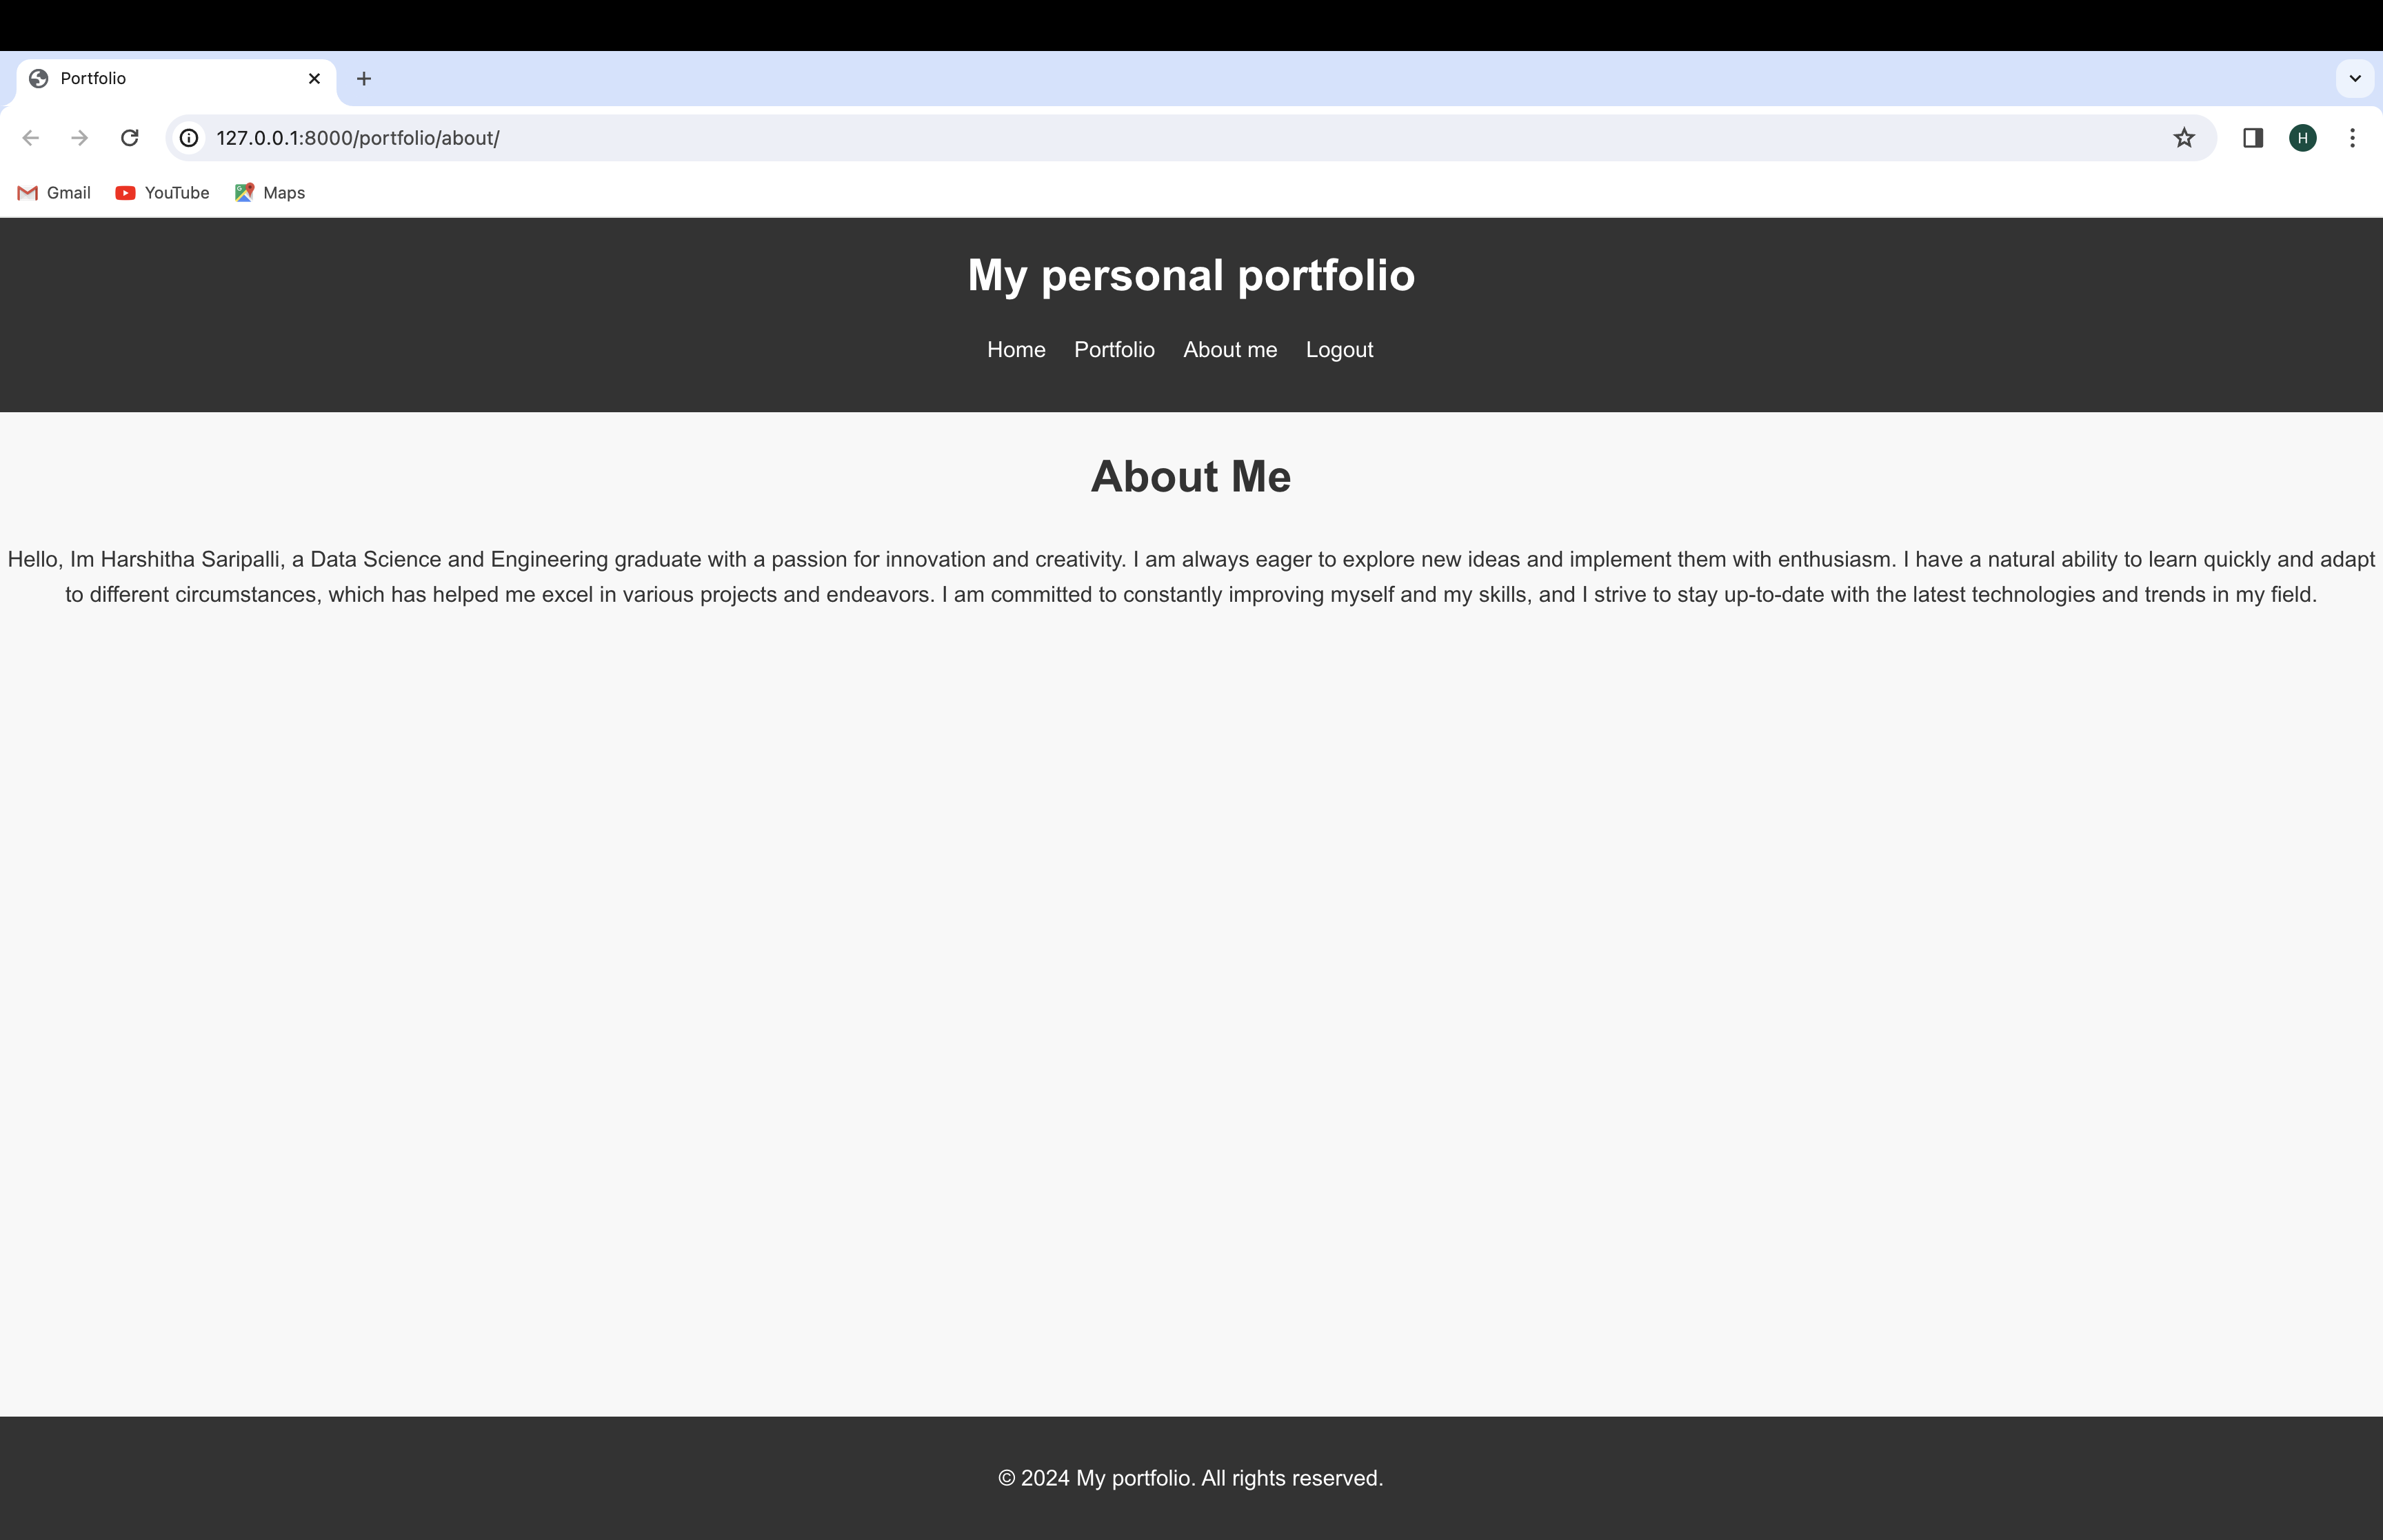 Portfolio
127.0.0.1:8000/portfolio/about/
H
Gmail YouTube Maps
My personal portfolio
Home Portfolio About me Logout
About Me
Hello, Im Harshitha Saripalli, a Data Science and Engineering graduate with a passion for innovation and creativity. I am always eager to explore new ideas and implement them with enthusiasm. I have a natural ability to learn quickly and adapt
to different circumstances, which has helped me excel in various projects and endeavors. I am committed to constantly improving myself and my skills, and I strive to stay up-to-date with the latest technologies and trends in my field.
© 2024 My portfolio. All rights reserved.